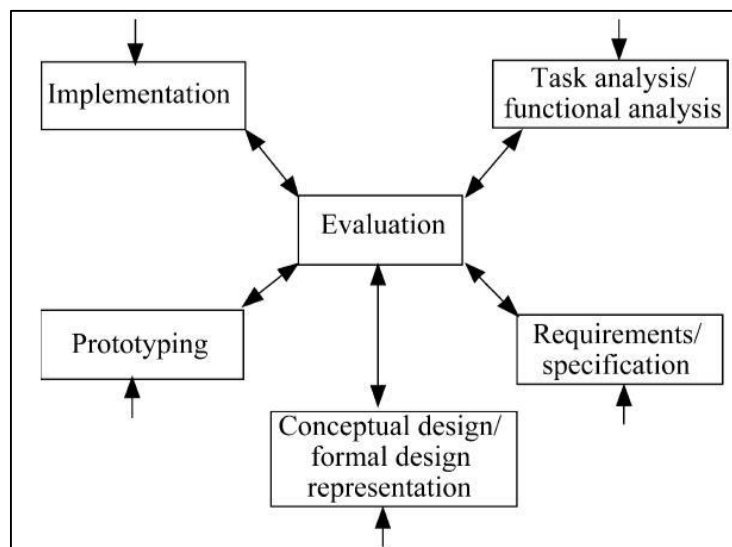 Implementation
Task analysis/
functional analysis
Evaluation
Prototyping
Requirements/
specification
Conceptual design/
formal design
representation